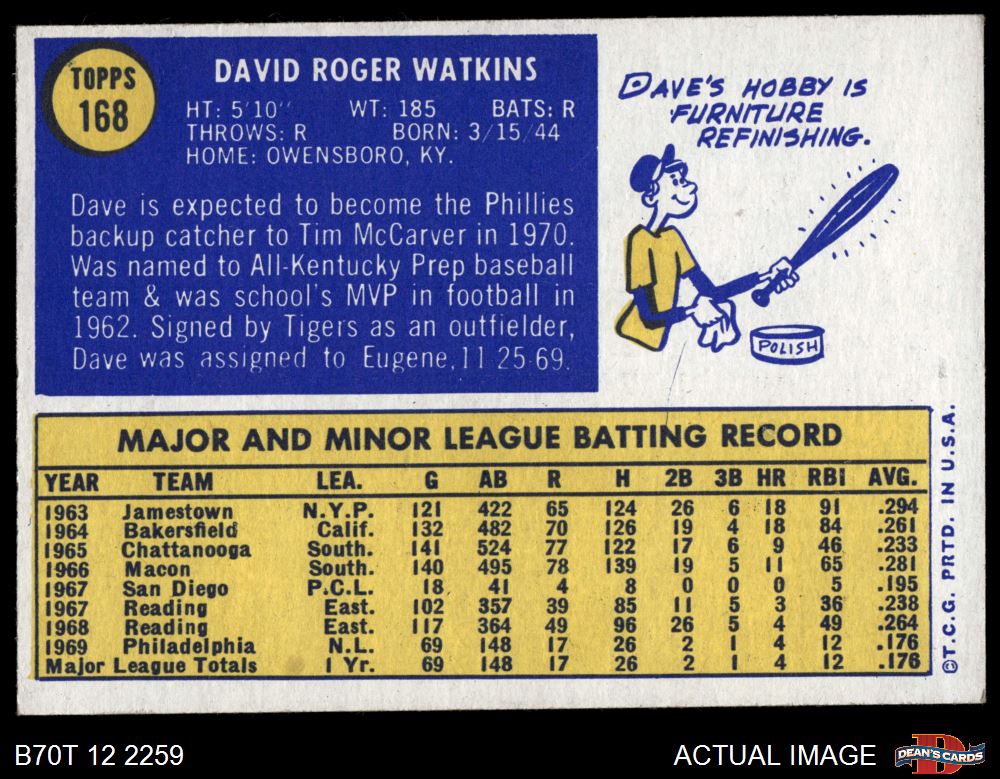 TOPPS
168
DAVID ROGER WATKINS
HT: 5'10" WT: 185 BATS: R
THROWS: R BORN: 3/15/44
HOME: OWENSBORO, KY.
Dave is expected to become the Phillies
backup catcher to Tim McCarver in 1970.
Was named to All-Kentucky Prep baseball
team & was school's MVP in football in
1962. Signed by Tigers as an outfielder,
Dave was assigned to Eugene, 11 25-69.
DAVE'S HOBBY IS
FURNITURE
REFINISHING.
POLISH
MAJOR AND MINOR LEAGUE BATTING RECORD
YEAR TEAM LEA. G AB R H 2B 3B HR RBI AVG.
1963 Jamestown N.Y.P. 121 422 65 124 26 6 18 91 .294
1964 Bakersfield Calif. 132 482 70 126 19 4 18 84 .261
1965 Chattanooga South. 141 524 77 122 17 6 9 46 .233
1966 Macon South. 140 495 78 139 19 5 11 65 .281
1967 San Diego P.C.L. 18 41 4 8 0 0 0 5 .195
1967 Reading East. 102 357 39 85 11 5 3 36 .238
1968 Reading East. 117 364 49 96 26 5 4 49 .264
1969 Philadelphia N.L. 69 148 17 26 2 1 4 12 .176
Major League Totals 1 Yr. 69 148 17 26 2 1 4 12 .176
©T.C.G. PRTD. IN U.S.A.
B70T 12 2259
ACTUAL IMAGE
D
DEAN'S CARDS